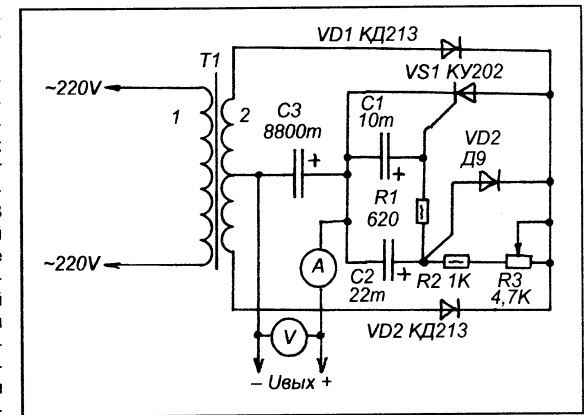 VD1 КД213
T1
VS1 КУ202
~220V
1
2
C3
8800m
C1
10m
VD2
Д9
R1
620
~220V
A
C2
22m
R2 1K
R3
4,7K
V
VD2 КД213
– Uвых +